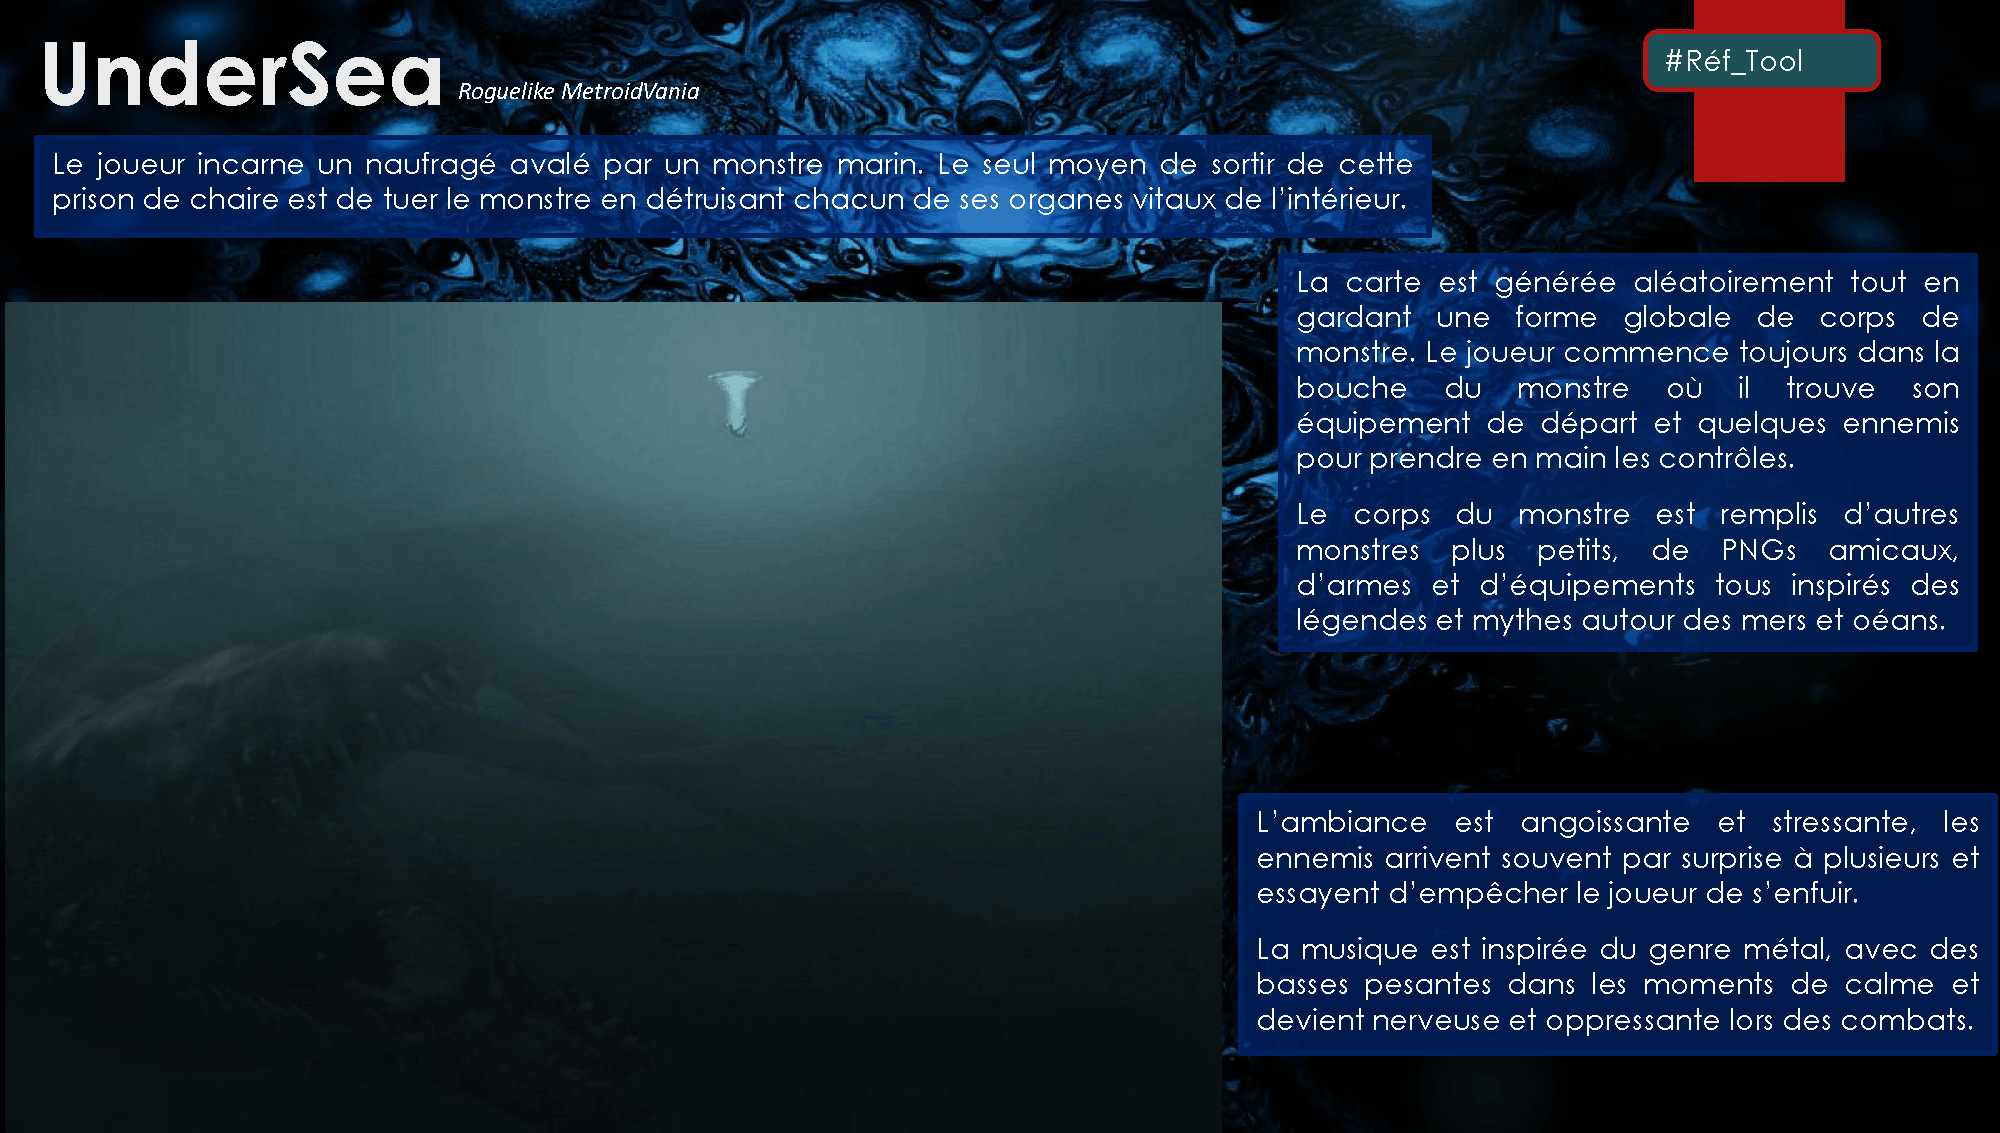 UnderSea
Roguelike MetroidVania
#Réf_Tool
Le joueur incarne un naufragé avalé par un monstre marin. Le seul moyen de sortir de cette
prison de chaire est de tuer le monstre en détruisant chacun de ses organes vitaux de l’intérieur.
La carte est générée aléatoirement tout en
gardant une forme globale de corps de
monstre. Le joueur commence toujours dans la
bouche du monstre où il trouve son
équipement de départ et quelques ennemis
pour prendre en main les contrôles.
Le corps du monstre est remplis d’autres
monstres plus petits, de PNGs amicaux,
d’armes et d’équipements tous inspirés des
légendes et mythes autour des mers et oéans.
L’ambiance est angoissante et stressante, les
ennemis arrivent souvent par surprise à plusieurs et
essayent d’empêcher le joueur de s’enfuir.
La musique est inspirée du genre métal, avec des
basses pesantes dans les moments de calme et
devient nerveuse et oppressante lors des combats.